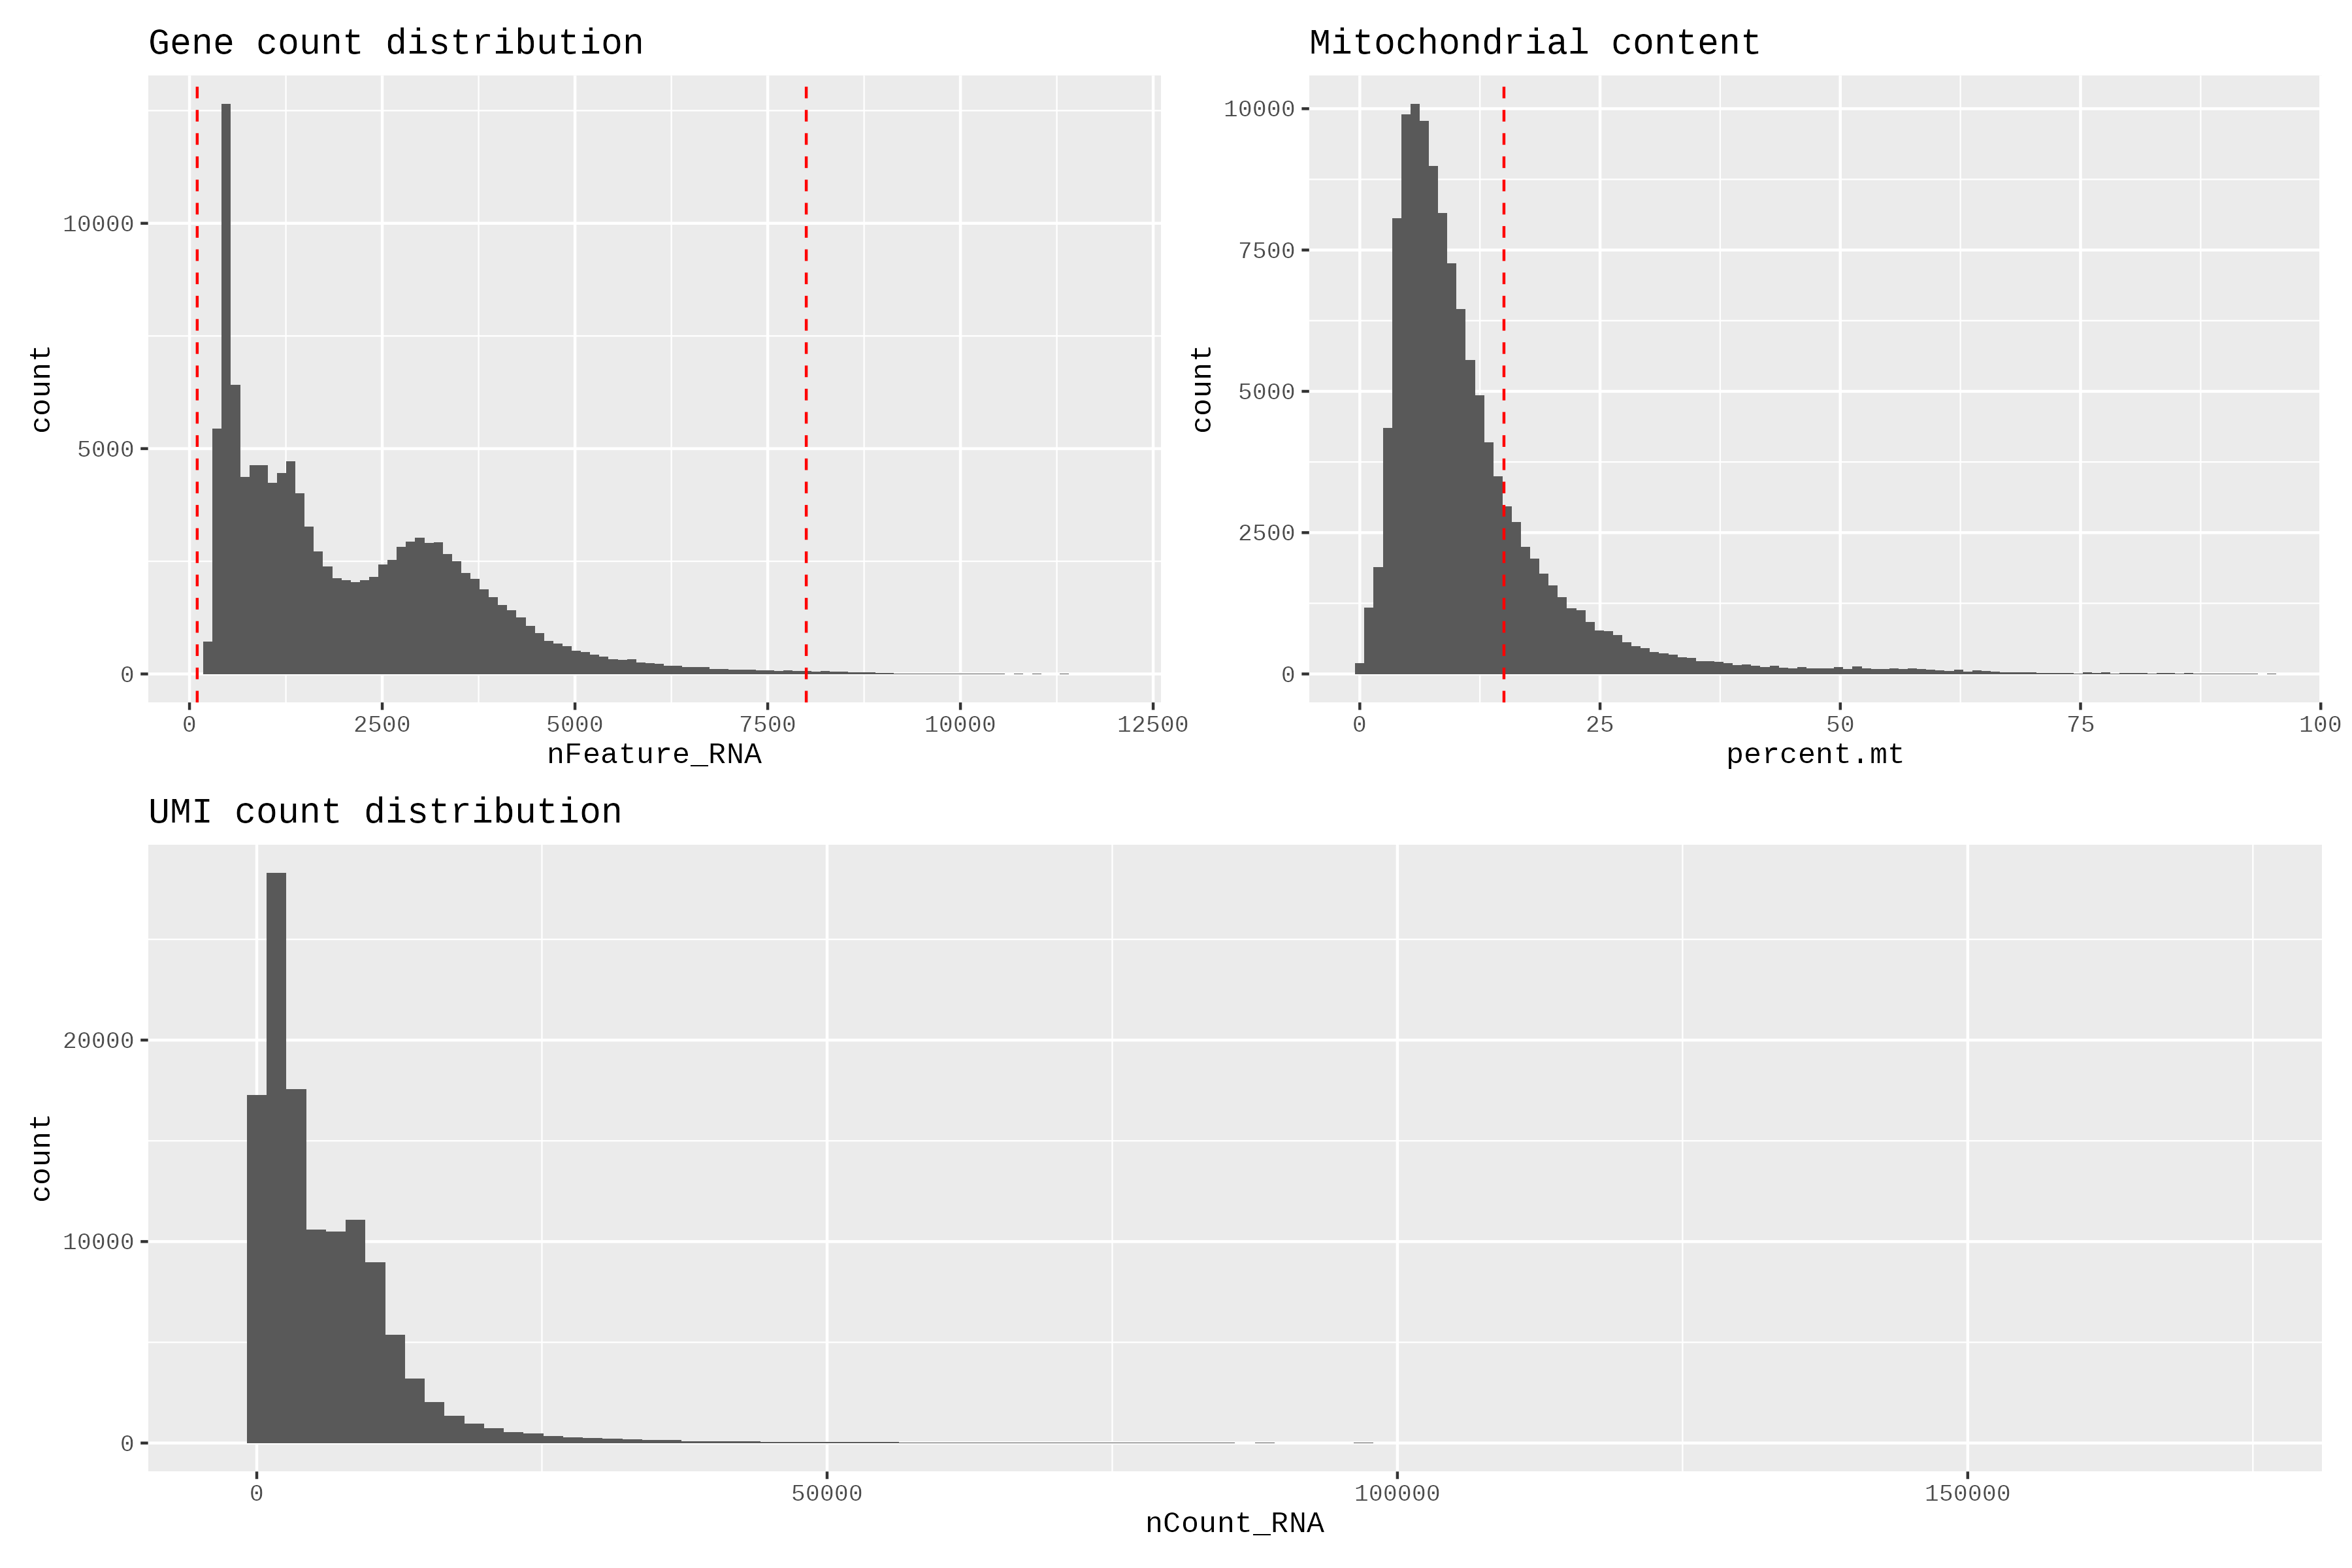 Gene count distribution
count
10000
5000
0
0 2500 5000 7500 10000 12500
nFeature_RNA
Mitochondrial content
count
10000
7500
5000
2500
0
0 25 50 75 100
percent.mt
UMI count distribution
count
20000
10000
0
0 50000 100000 150000
nCount_RNA